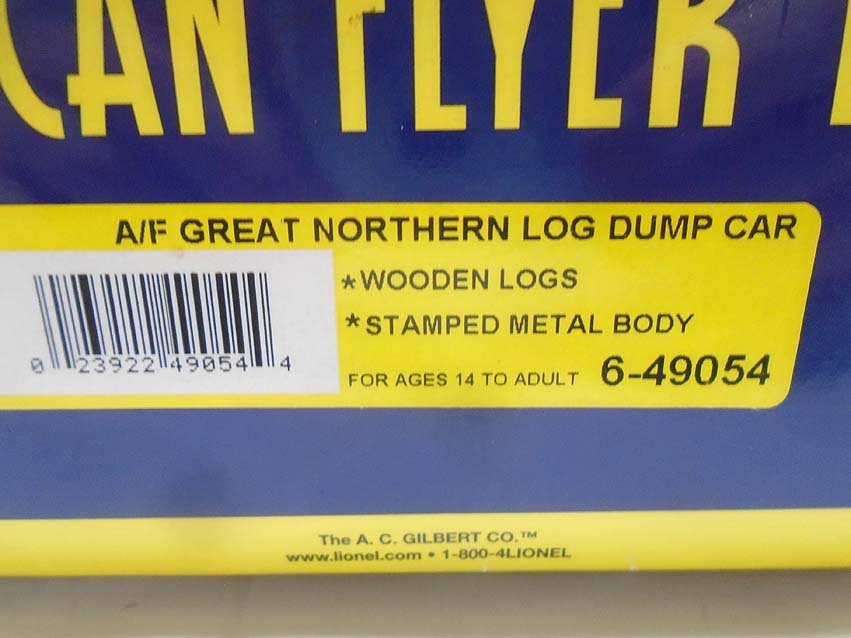 CAN FLYER
A/F GREAT NORTHERN LOG DUMP CAR
*WOODEN LOGS
*STAMPED METAL BODY
FOR AGES 14 TO ADULT 6-49054
0 23922 49054 4
The A. C. GILBERT CO.™
www.lionel.com • 1-800-4LIONEL